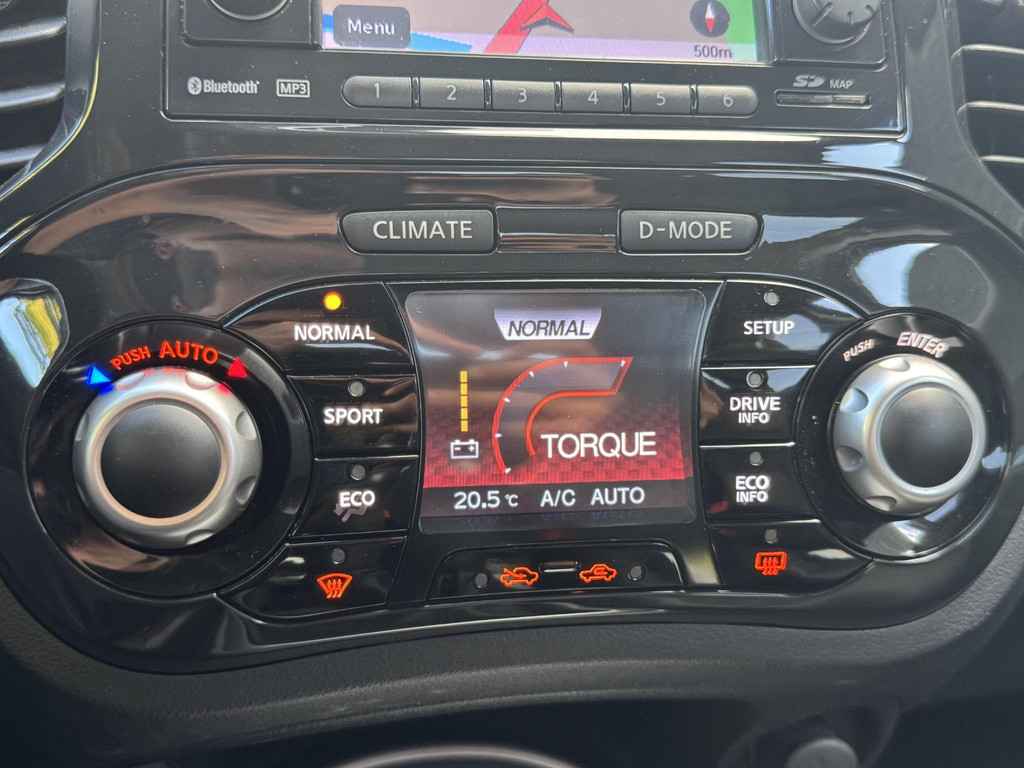 Menu
500m
Bluetooth
MP3
1 2 3 4 5 6
SD MAP
CLIMATE
D-MODE
PUSH AUTO
NORMAL
SPORT
ECO
NORMAL
TORQUE
20.5°C A/C AUTO
SETUP
DRIVE
INFO
ECO
INFO
PUSH ENTER